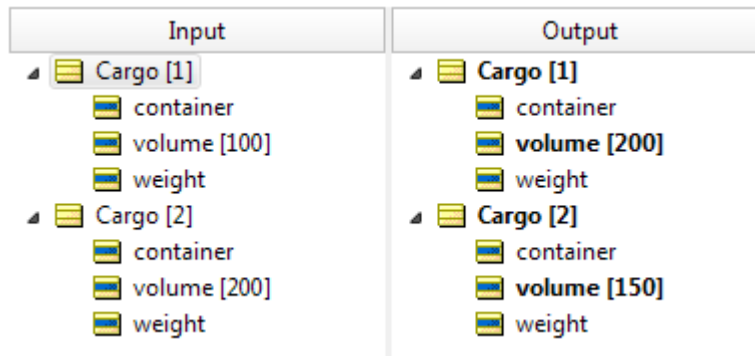 Input
Output
Cargo [1]
container
volume [100]
weight
Cargo [2]
container
volume [200]
weight
Cargo [1]
container
volume [200]
weight
Cargo [2]
container
volume [150]
weight